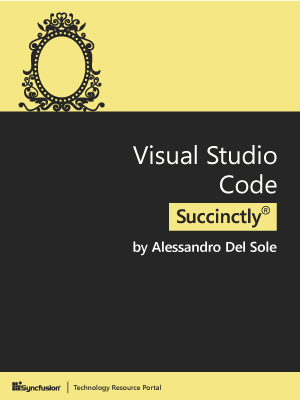 Visual Studio
Code
Succinctly®
by Alessandro Del Sole
Syncfusion® | Technology Resource Portal